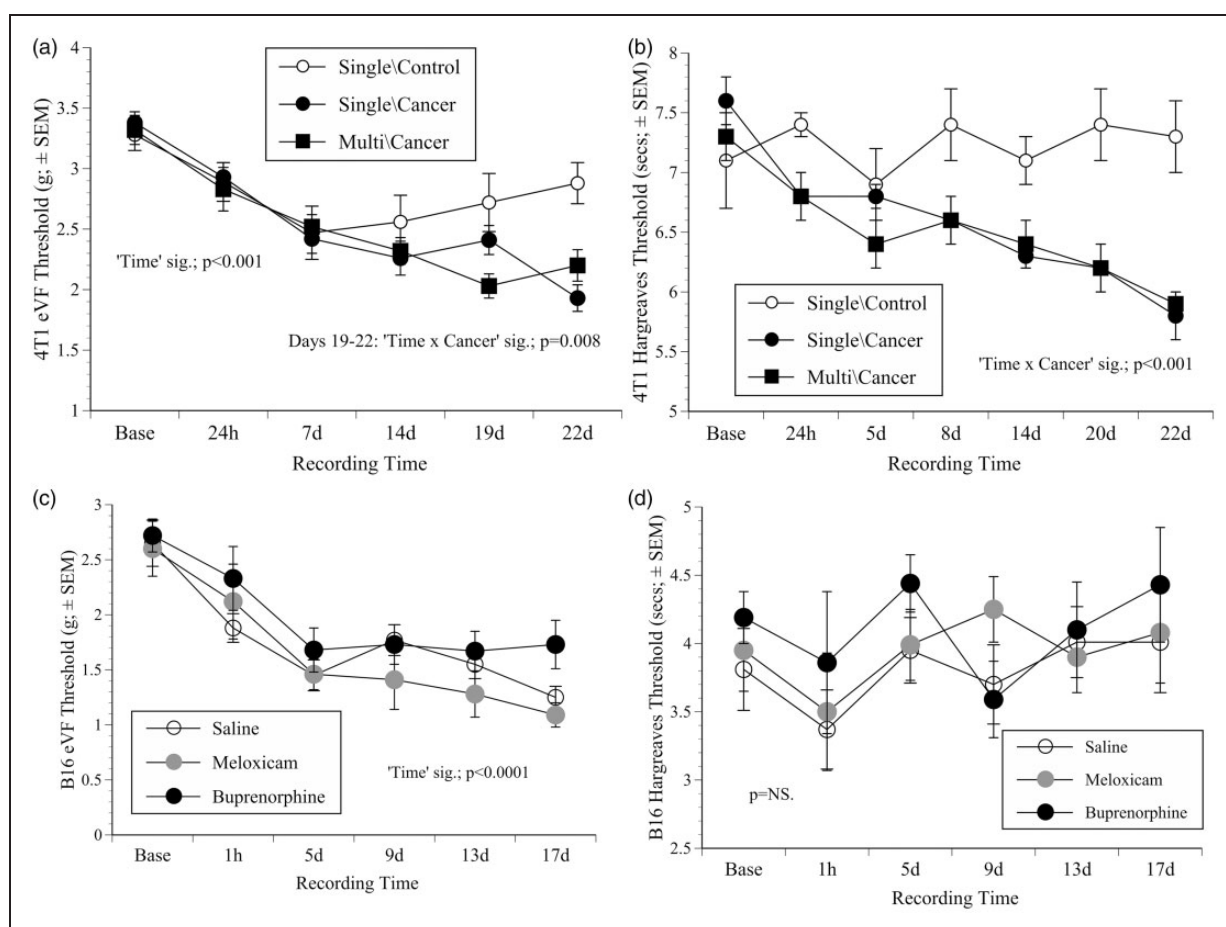 (a)
4T1 eVF Threshold (g; ± SEM)
4
3.5
3
2.5
2
1.5
1
Single\Control
Single\Cancer
Multi\Cancer
'Time' sig.; p<0.001
Days 19-22: 'Time x Cancer' sig.; p=0.008
Base 24h 7d 14d 19d 22d
Recording Time
(b)
4T1 Hargreaves Threshold (secs; ± SEM)
8
7.5
7
6.5
6
5.5
5
Single\Control
Single\Cancer
Multi\Cancer
'Time x Cancer' sig.; p<0.001
Base 24h 5d 8d 14d 20d 22d
Recording Time
(c)
B16 eVF Threshold (g; ± SEM)
3
2.5
2
1.5
1
0.5
0
Saline
Meloxicam
Buprenorphine
'Time' sig.; p<0.0001
Base 1h 5d 9d 13d 17d
Recording Time
(d)
B16 Hargreaves Threshold (secs; ± SEM)
5
4.5
4
3.5
3
2.5
p=NS.
Saline
Meloxicam
Buprenorphine
Base 1h 5d 9d 13d 17d
Recording Time